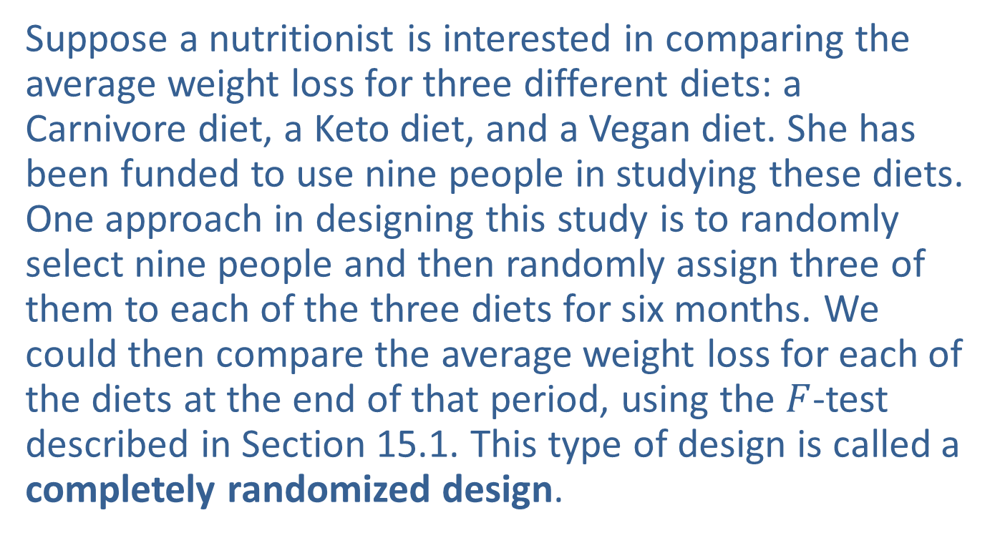 Suppose a nutritionist is interested in comparing the
average weight loss for three different diets: a
Carnivore diet, a Keto diet, and a Vegan diet. She has
been funded to use nine people in studying these diets.
One approach in designing this study is to randomly
select nine people and then randomly assign three of
them to each of the three diets for six months. We
could then compare the average weight loss for each of
the diets at the end of that period, using the F-test
described in Section 15.1. This type of design is called a
completely randomized design.